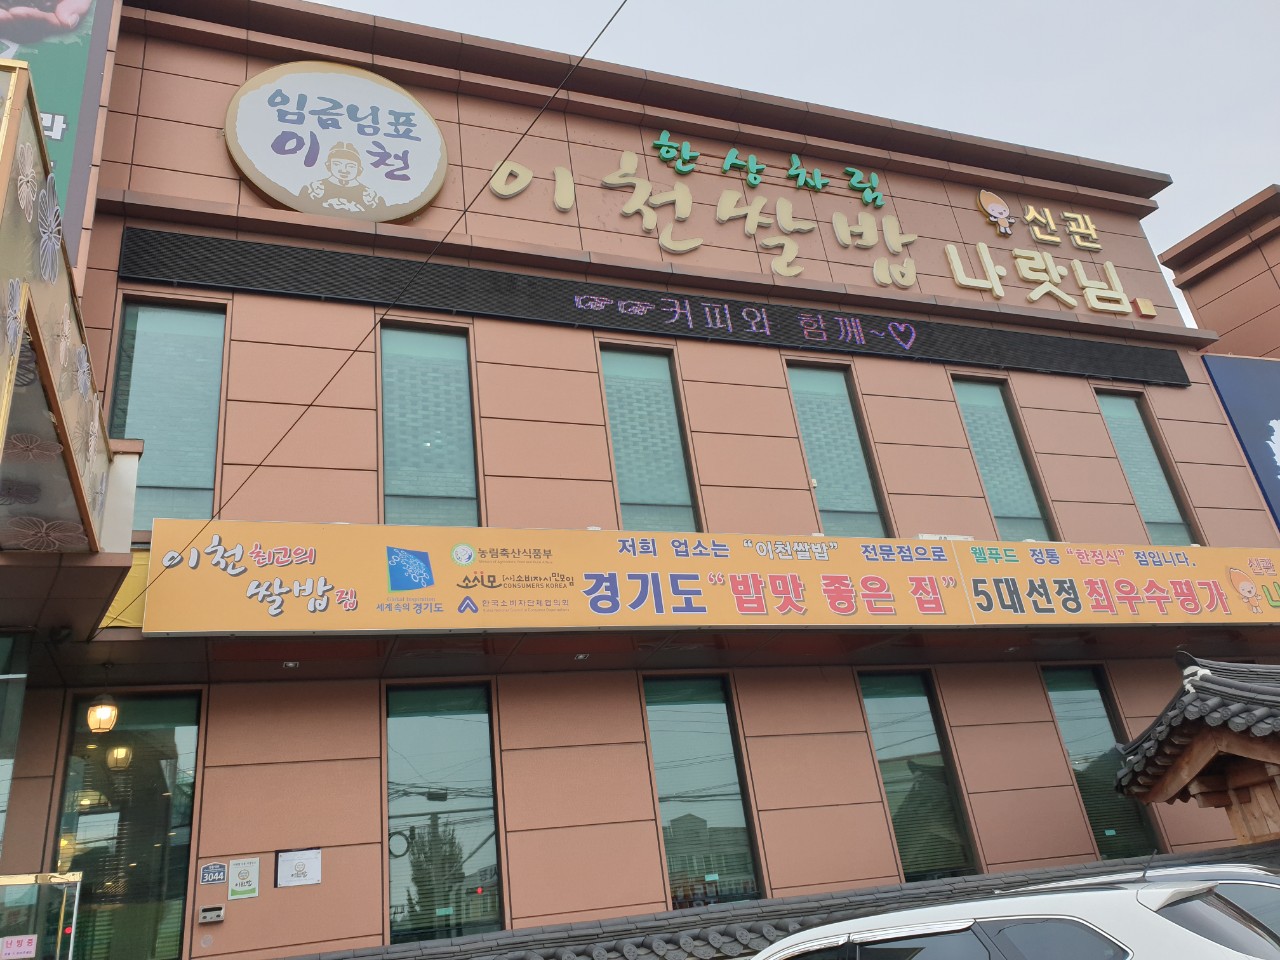 임금님표
이천
한상차림
이천쌀밥
신관
나랏님
커피와 함께~♡
이천 최고의
쌀밥집
세계속의 경기도
농림축산식품부
소시모 (사)소비자시민모임
CONSUMERS KOREA
한국소비자단체협의회
저희 업소는 "이천쌀밥" 전문점으로
경기도 "밥맛 좋은 집"
웰푸드 정통 "한정식" 점입니다.
5대선정 최우수평가
신관
3044
난방중